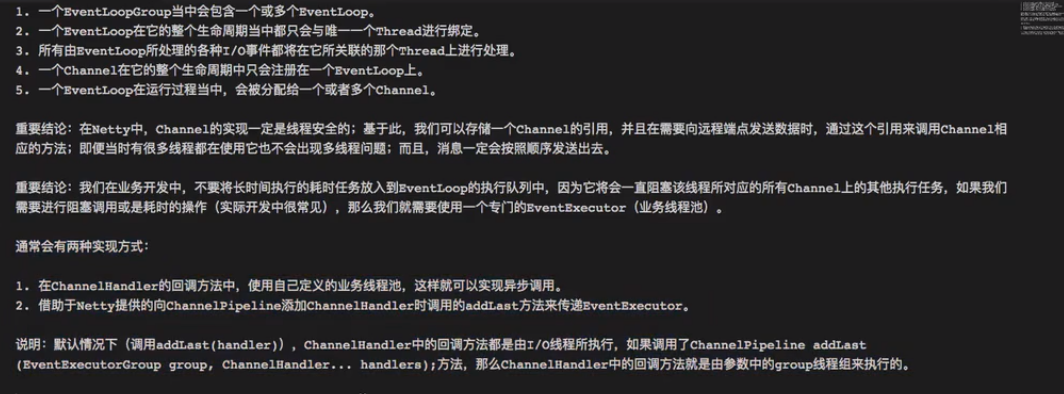 1. 一个EventLoopGroup当中会包含一个或多个EventLoop。
2. 一个EventLoop在它的整个生命周期当中都只会与唯一一个Thread进行绑定。
3. 所有由EventLoop所处理的各种I/O事件都将在它所关联的那个Thread上进行处理。
4. 一个Channel在它的整个生命周期中只会注册在一个EventLoop上。
5. 一个EventLoop在运行过程当中，会被分配给一个或者多个Channel。
重要结论：在Netty中，Channel的实现一定是线程安全的；基于此，我们可以存储一个Channel的引用，并且在需要向远程端点发送数据时，通过这个引用来调用Channel相
应的方法；即便当时有很多线程都在使用它也不会出现多线程问题；而且，消息一定会按照顺序发送出去。
重要结论：我们在业务开发中，不要将长时间执行的耗时任务放入到EventLoop的执行队列中，因为它将会一直阻塞该线程所对应的所有Channel上的其他执行任务，如果我们
需要进行阻塞调用或是耗时的操作（实际开发中很常见），那么我们就需要使用一个专门的EventExecutor（业务线程池）。
通常会有两种实现方式：
1. 在ChannelHandler的回调方法中，使用自己定义的业务线程池，这样就可以实现异步调用。
2. 借助于Netty提供的向ChannelPipeline添加ChannelHandler时调用的addLast方法来传递EventExecutor。
说明：默认情况下（调用addLast(handler)），ChannelHandler中的回调方法都是由I/O线程所执行，如果调用了ChannelPipeline addLast
(EventExecutorGroup group, ChannelHandler... handlers);方法，那么ChannelHandler中的回调方法就是由参数中的group线程组来执行的。